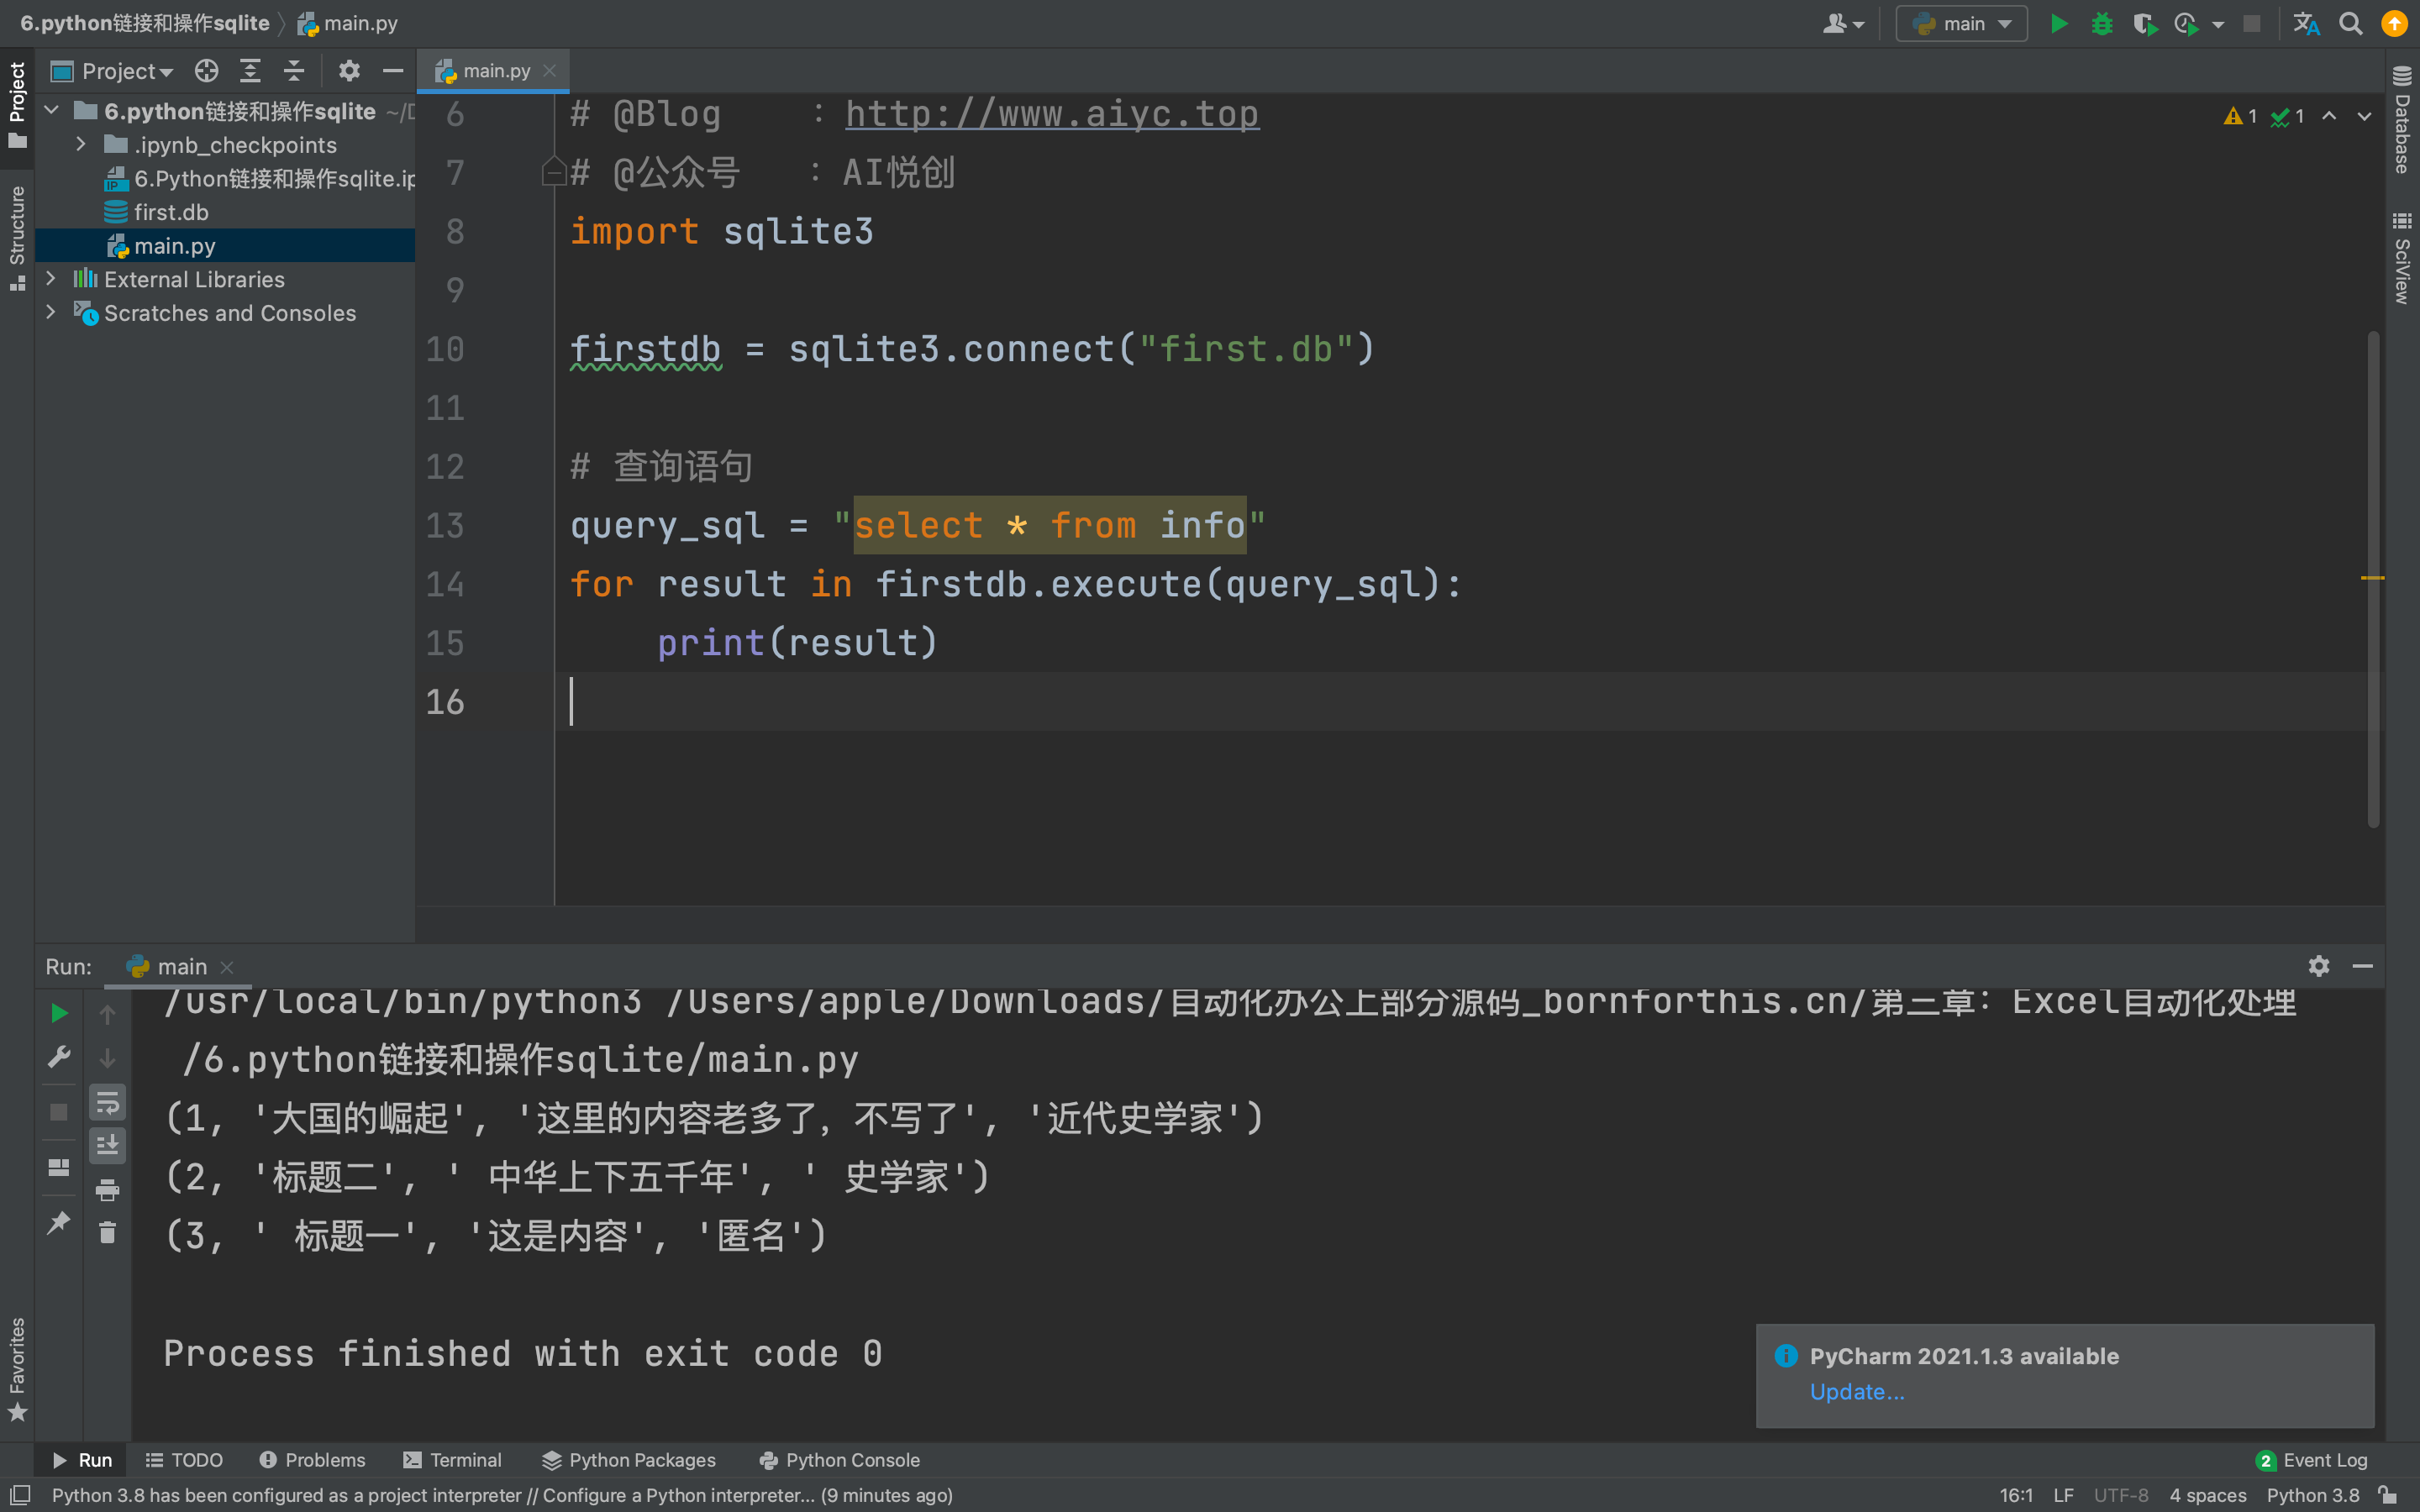 6.python链接和操作sqlite
main.py
main
Project
main.py
Project
6.python链接和操作sqlite ~/D
.ipynb_checkpoints
6.Python链接和操作sqlite.ip
first.db
main.py
External Libraries
Scratches and Consoles
Structure
Database
SciView
1 1
6 # @Blog ：http://www.aiyc.top
7 # @公众号 ：AI悦创
8 import sqlite3
9
10 firstdb = sqlite3.connect("first.db")
11
12 # 查询语句
13 query_sql = "select * from info"
14 for result in firstdb.execute(query_sql):
15 print(result)
16
Run: main
/usr/local/bin/python3 /Users/apple/Downloads/自动化办公上部分源码_bornforthis.cn/第三章：Excel自动化处理
/6.python链接和操作sqlite/main.py
(1, '大国的崛起', '这里的内容老多了，不写了', '近代史学家')
(2, '标题二', ' 中华上下五千年', ' 史学家')
(3, ' 标题一', '这是内容', '匿名')
Process finished with exit code 0
PyCharm 2021.1.3 available
Update...
Favorites
Run TODO Problems Terminal Python Packages Python Console 2 Event Log
Python 3.8 has been configured as a project interpreter // Configure a Python interpreter... (9 minutes ago) 16:1 LF UTF-8 4 spaces Python 3.8